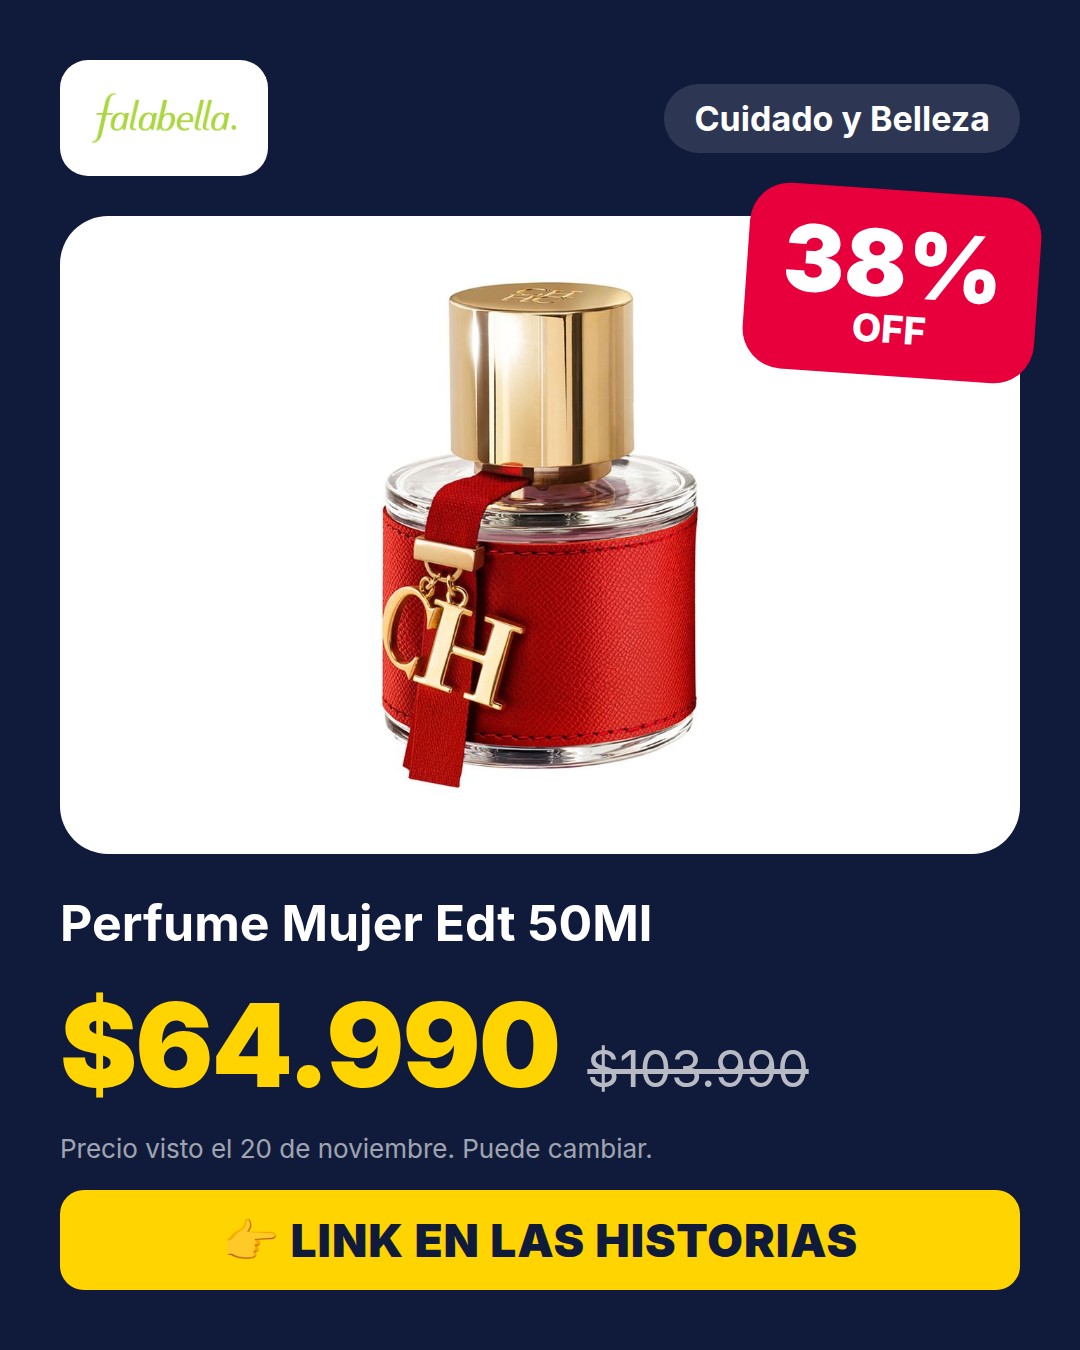 falabella.
Cuidado y Belleza
38%
OFF
CH
Perfume Mujer Edt 50Ml
$64.990 $103.990
Precio visto el 20 de noviembre. Puede cambiar.
👉 LINK EN LAS HISTORIAS